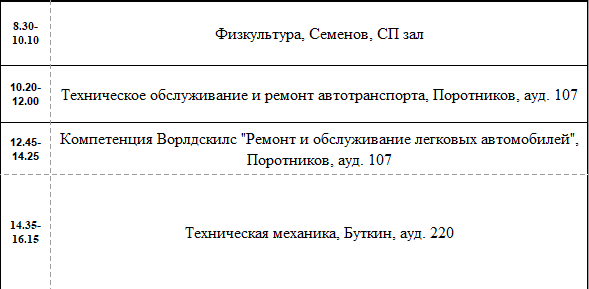 8.30-
10.10
Физкультура, Семенов, СП зал
10.20-
12.00
Техническое обслуживание и ремонт автотранспорта, Поротников, ауд. 107
12.45-
14.25
Компетенция Ворлдскилс "Ремонт и обслуживание легковых автомобилей",
Поротников, ауд. 107
14.35-
16.15
Техническая механика, Буткин, ауд. 220